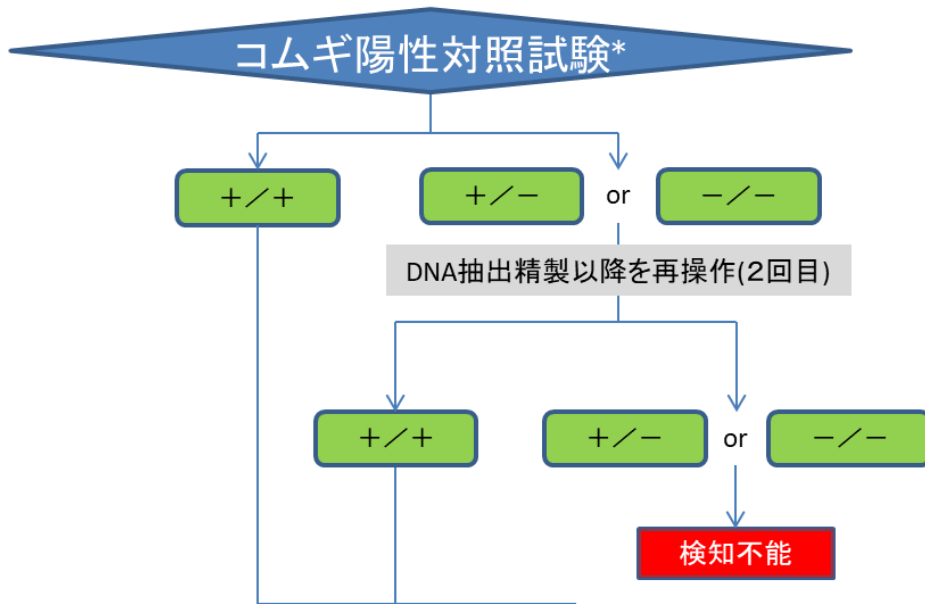 コムギ陽性対照試験*
+/+
+/－ or －/－
DNA抽出精製以降を再操作(２回目)
+/+
+/－ or －/－
検知不能